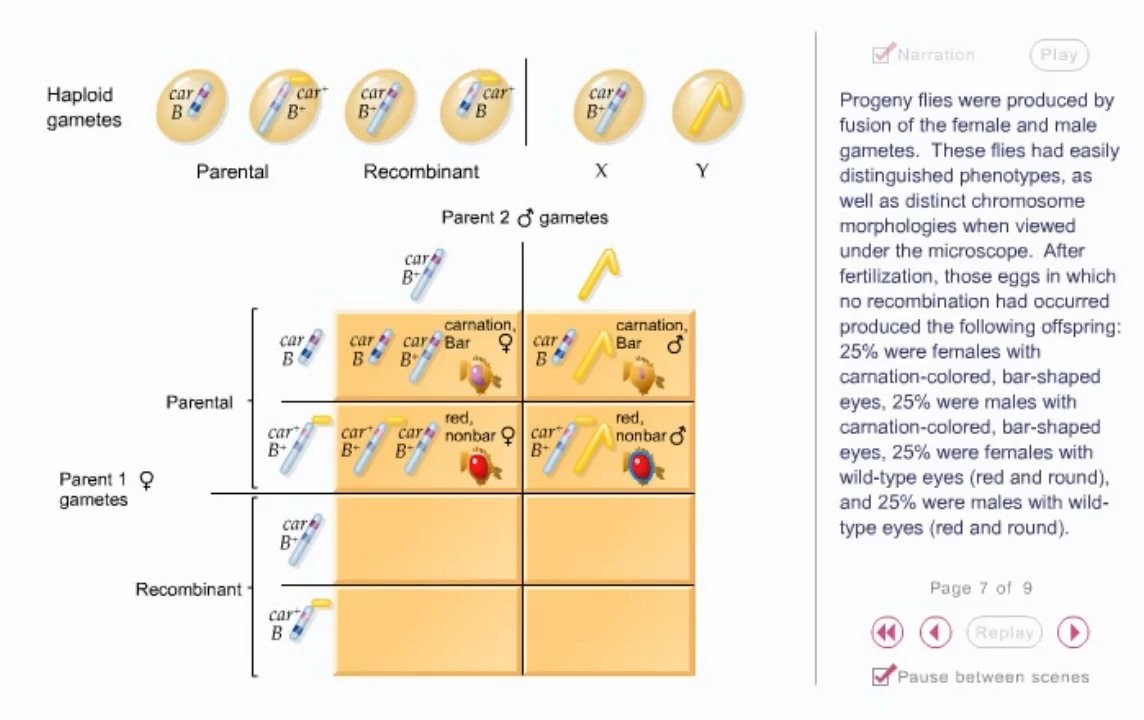 Haploid
gametes
car
B
car+
B+
car
B+
car+
B
car
B+
Parental
Recombinant
X
Y
Parent 2 ♂ gametes
car
B+
Parental
car
B
car
B
car
B+
carnation,
Bar ♀
car
B
carnation,
Bar ♂
car+
B+
car+
B+
car
B+
red,
nonbar ♀
car+
B+
red,
nonbar ♂
Parent 1 ♀
gametes
Recombinant
car
B+
car+
B
Narration
Play
Progeny flies were produced by
fusion of the female and male
gametes. These flies had easily
distinguished phenotypes, as
well as distinct chromosome
morphologies when viewed
under the microscope. After
fertilization, those eggs in which
no recombination had occurred
produced the following offspring:
25% were females with
carnation-colored, bar-shaped
eyes, 25% were males with
carnation-colored, bar-shaped
eyes, 25% were females with
wild-type eyes (red and round),
and 25% were males with wild-
type eyes (red and round).
Page 7 of 9
Replay
Pause between scenes